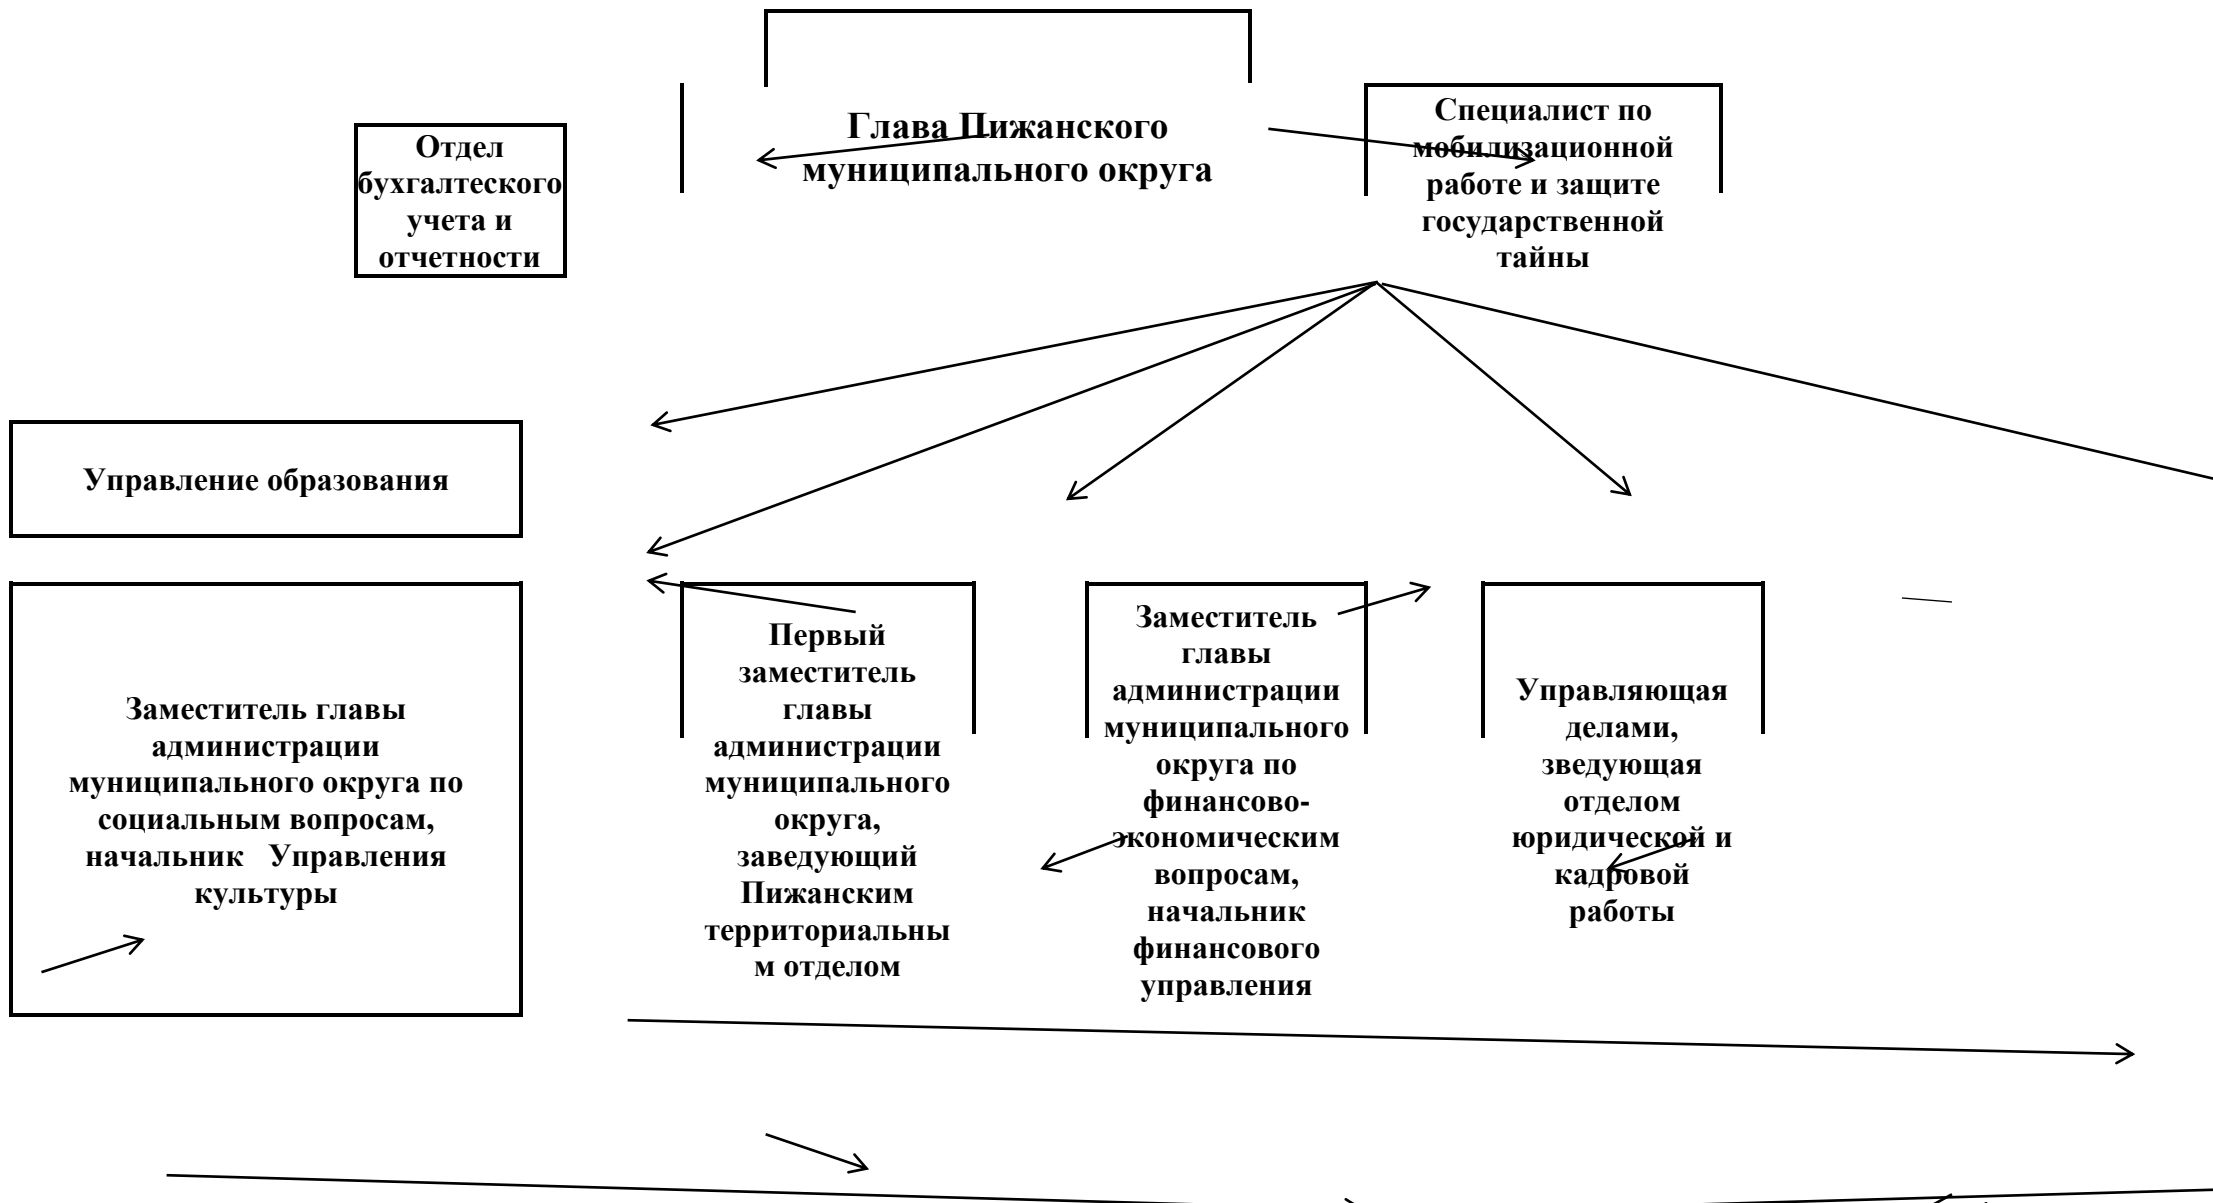 Глава Пижанского
муниципального округа
Специалист по
мобилизационной
работе и защите
государственной
тайны
Отдел
бухгалтеского
учета и
отчетности
Управление образования
Заместитель главы
администрации
муниципального округа по
социальным вопросам,
начальник Управления
культуры
Первый
заместитель
главы
администрации
муниципального
округа,
заведующий
Пижанским
территориальны
м отделом
Заместитель
главы
администрации
муниципального
округа по
финансово-
экономическим
вопросам,
начальник
финансового
управления
Управляющая
делами,
зведующая
отделом
юридической и
кадровой
работы